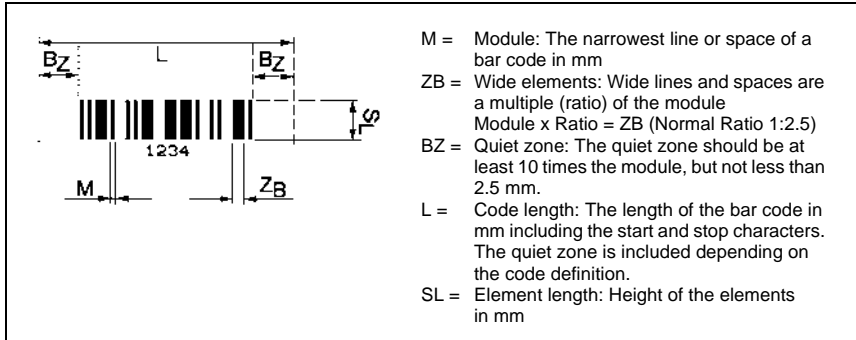 L
BZ BZ
SL
1234
M ZB
M = Module: The narrowest line or space of a
bar code in mm
ZB = Wide elements: Wide lines and spaces are
a multiple (ratio) of the module
Module x Ratio = ZB (Normal Ratio 1:2.5)
BZ = Quiet zone: The quiet zone should be at
least 10 times the module, but not less than
2.5 mm.
L = Code length: The length of the bar code in
mm including the start and stop characters.
The quiet zone is included depending on
the code definition.
SL = Element length: Height of the elements
in mm